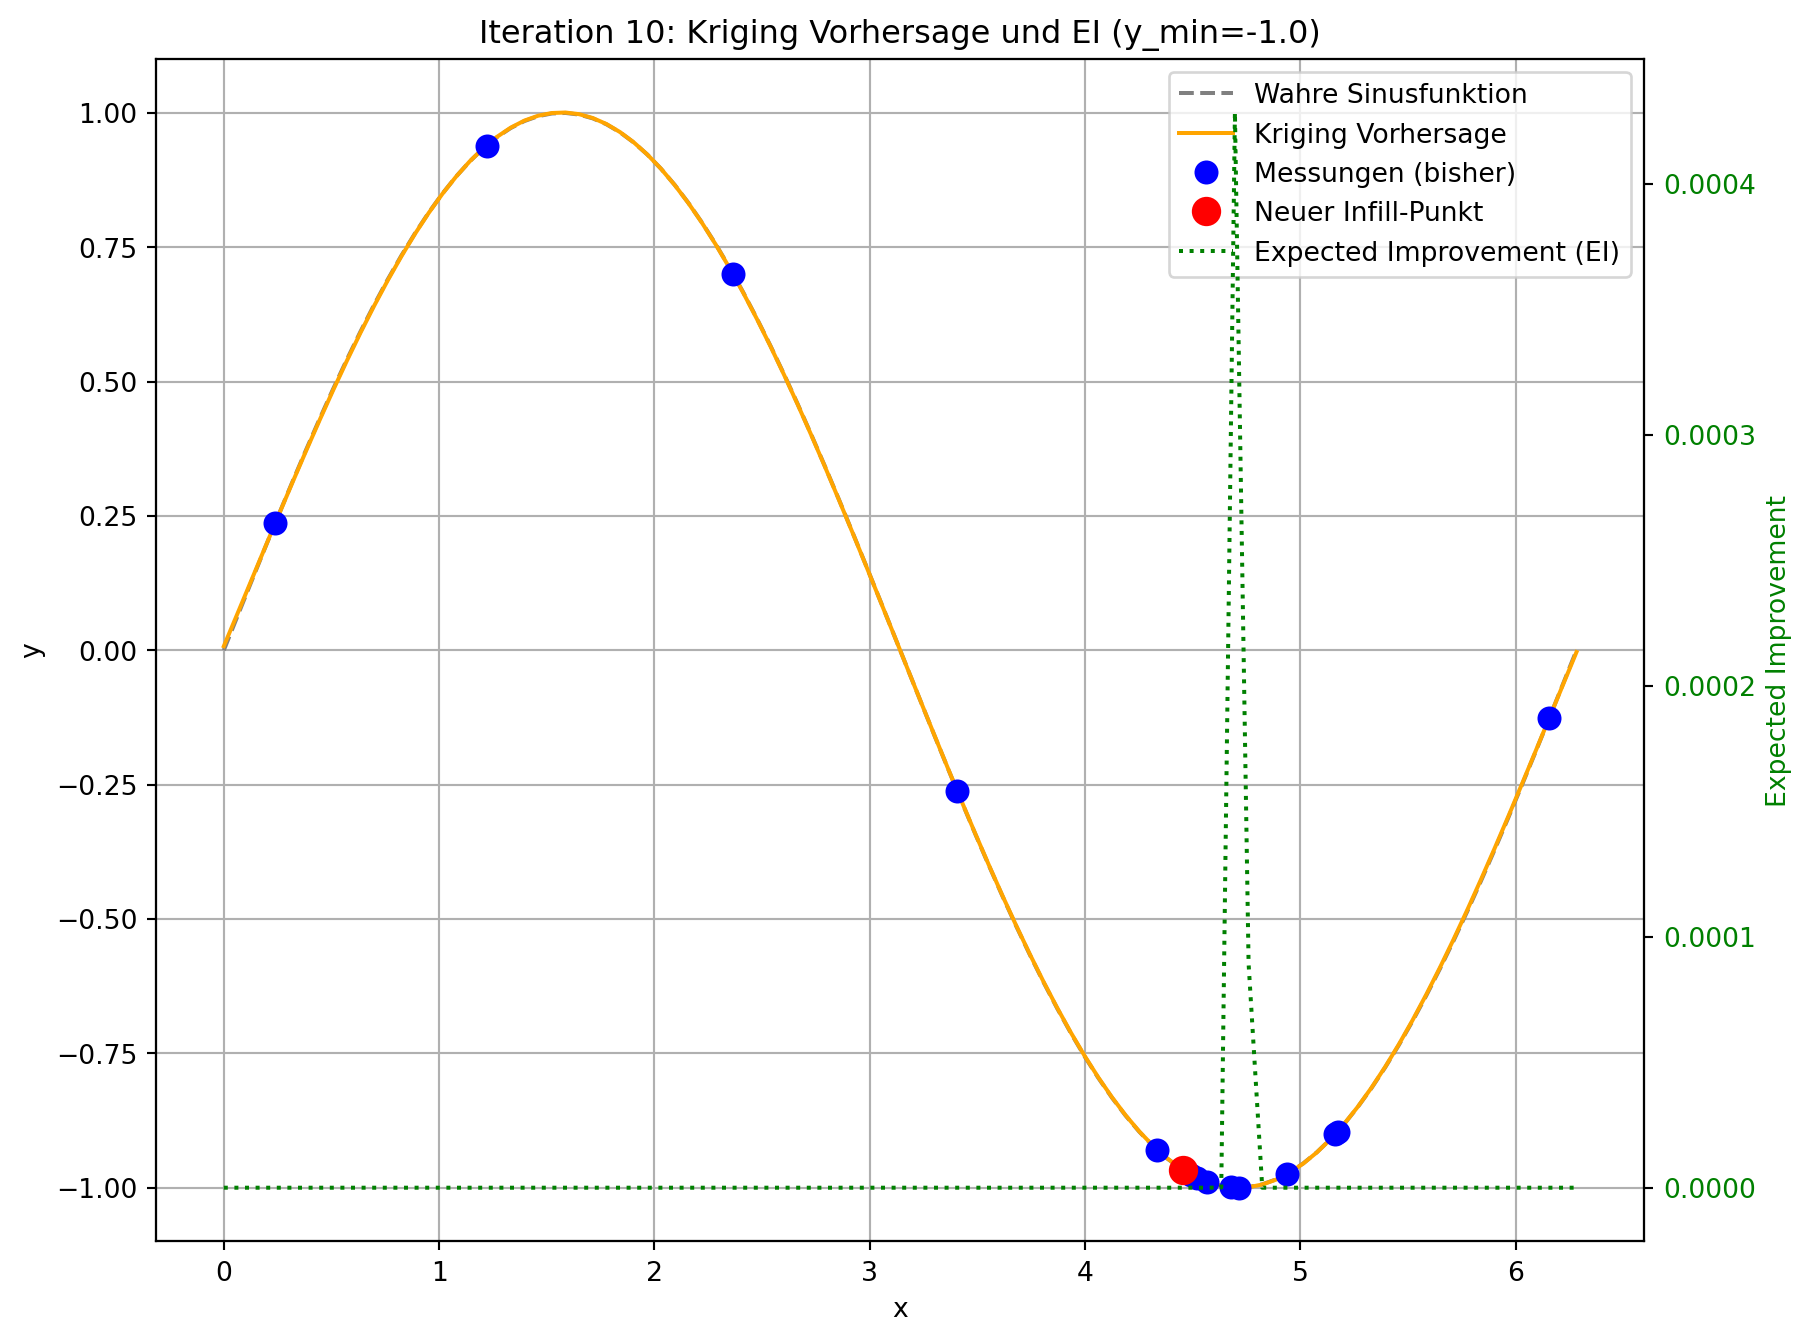 Iteration 10: Kriging Vorhersage und EI (y_min=-1.0)
Wahre Sinusfunktion
Kriging Vorhersage
Messungen (bisher)
Neuer Infill-Punkt
Expected Improvement (EI)
y
1.00
0.75
0.50
0.25
0.00
−0.25
−0.50
−0.75
−1.00
0.0004
0.0003
0.0002
0.0001
0.0000
Expected Improvement
0 1 2 3 4 5 6
x